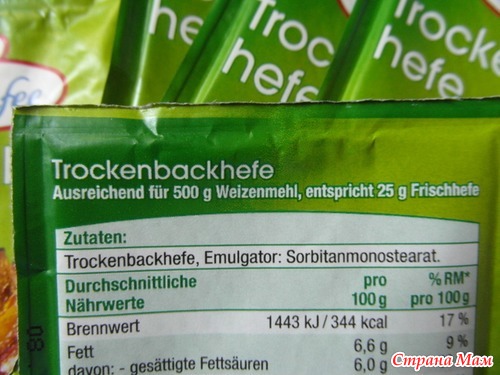 Trocken
hefe
Trocke
hefe
Trockenbackhefe
Ausreichend für 500 g Weizenmehl, entspricht 25 g Frischhefe
Zutaten:
Trockenbackhefe, Emulgator: Sorbitanmonostearat.
Durchschnittliche pro % RM*
Nährwerte 100 g pro 100 g
Brennwert 1443 kJ / 344 kcal 17 %
Fett 6,6 g 9 %
davon: - gesättigte Fettsäuren 6,0 g
08
Страна Мам